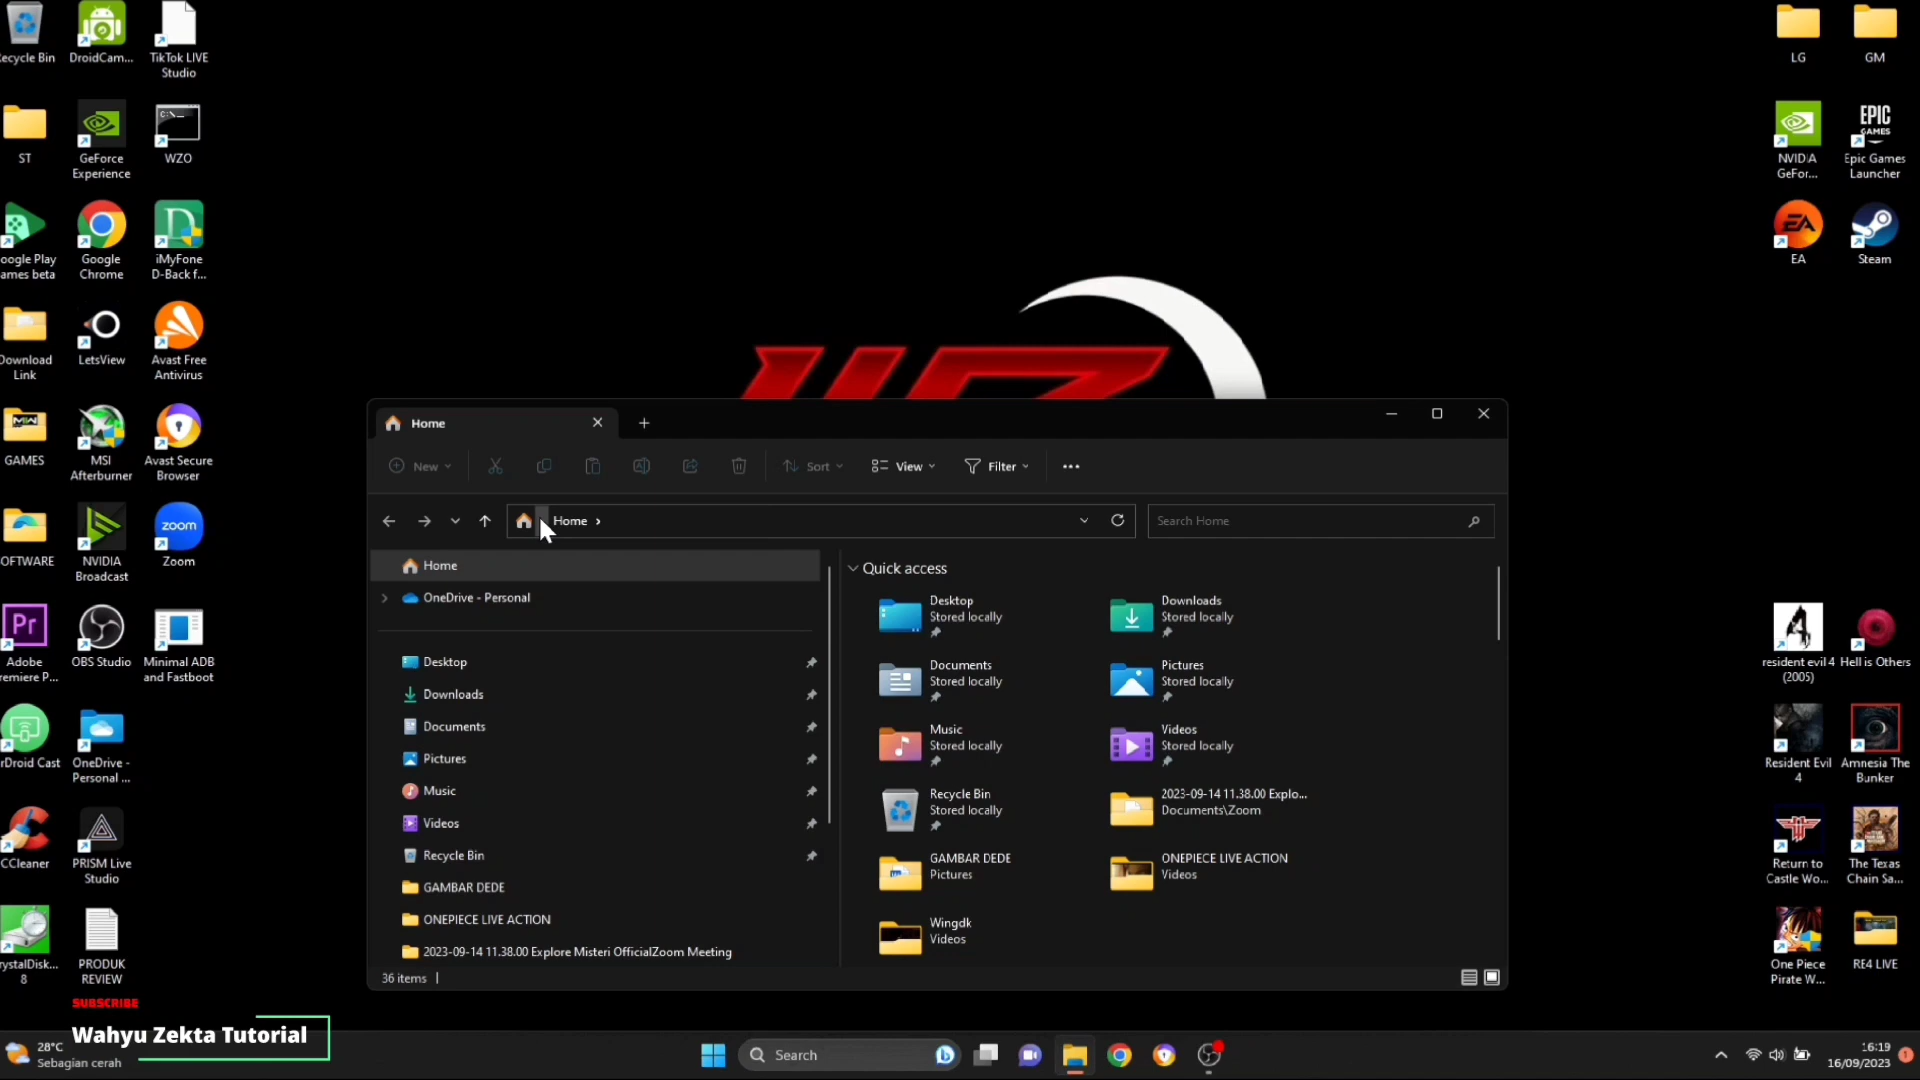 ecycle Bin
DroidCam...
TikTok LIVE
Studio
ST
GeForce
Experience
WZO
oogle Play
ames beta
Google
Chrome
iMyFone
D-Back f...
Download
Link
LetsView
Avast Free
Antivirus
GAMES
MSI
Afterburner
Avast Secure
Browser
OFTWARE
NVIDIA
Broadcast
zoom
Zoom
Pr
Adobe
remiere P...
OBS Studio
Minimal ADB
and Fastboot
rDroid Cast
OneDrive -
Personal ...
CCleaner
PRISM Live
Studio
rystalDisk...
8
PRODUK
REVIEW
SUBSCRIBE
Wahyu Zekta Tutorial
28°C
Sebagian cerah
Home
New
Sort
View
Filter
Home
Search Home
Home
OneDrive - Personal
Desktop
Downloads
Documents
Pictures
Music
Videos
Recycle Bin
GAMBAR DEDE
ONEPIECE LIVE ACTION
2023-09-14 11.38.00 Explore Misteri OfficialZoom Meeting
Quick access
Desktop
Stored locally
Downloads
Stored locally
Documents
Stored locally
Pictures
Stored locally
Music
Stored locally
Videos
Stored locally
Recycle Bin
Stored locally
2023-09-14 11.38.00 Explo...
Documents\Zoom
GAMBAR DEDE
Pictures
ONEPIECE LIVE ACTION
Videos
Wingdk
Videos
36 items
LG
GM
NVIDIA
GeFor...
EPIC
GAMES
Epic Games
Launcher
EA
EA
Steam
resident evil 4
(2005)
Hell is Others
Resident Evil
4
Amnesia The
Bunker
Return to
Castle Wo...
The Texas
Chain Sa...
One Piece
Pirate W...
RE4 LIVE
Search
16:19
16/09/2023
1